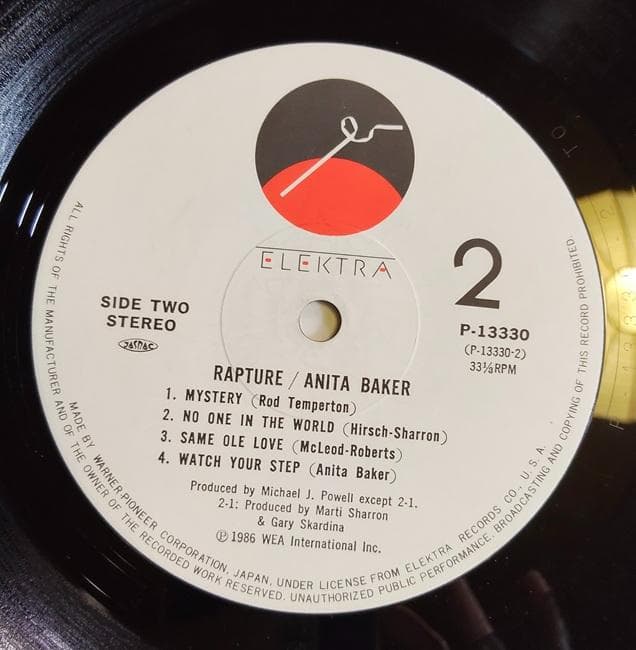 ELEKTRA
2
SIDE TWO
STEREO
JASRAC
P-13330
(P-13330-2)
33⅓RPM
RAPTURE / ANITA BAKER
1. MYSTERY (Rod Temperton)
2. NO ONE IN THE WORLD (Hirsch-Sharron)
3. SAME OLE LOVE (McLeod-Roberts)
4. WATCH YOUR STEP (Anita Baker)
Produced by Michael J. Powell except 2-1.
2-1: Produced by Marti Sharron
& Gary Skardina
Ⓟ 1986 WEA International Inc.
MADE BY WARNER-PIONEER CORPORATION, JAPAN, UNDER LICENSE FROM ELEKTRA RECORDS CO., U.S.A.
ALL RIGHTS OF THE MANUFACTURER AND OF THE OWNER OF THE RECORDED WORK RESERVED. UNAUTHORIZED PUBLIC PERFORMANCE, BROADCASTING AND COPYING OF THIS RECORD PROHIBITED.